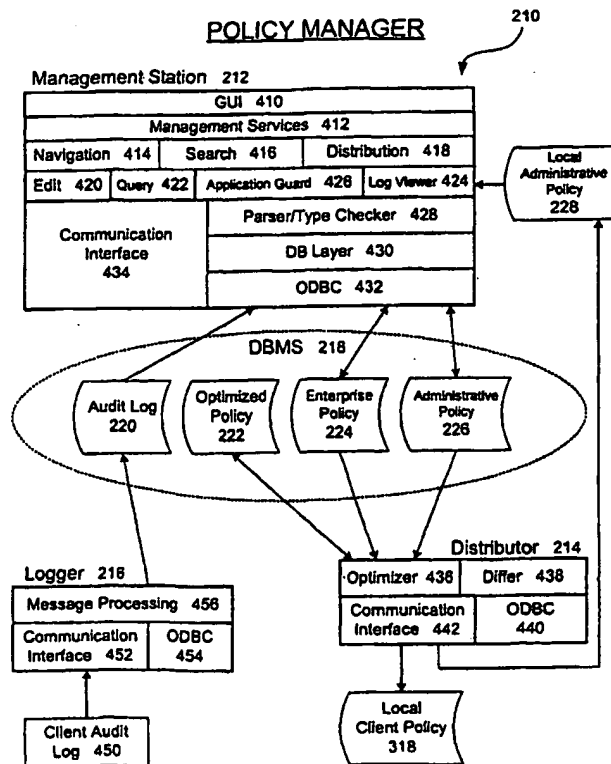 POLICY MANAGER
210
Management Station 212
GUI 410
Management Services 412
Navigation 414
Search 416
Distribution 418
Edit 420
Query 422
Application Guard 426
Log Viewer 424
Local
Administrative
Policy
228
Communication
Interface
434
Parser/Type Checker 428
DB Layer 430
ODBC 432
DBMS 218
Audit Log
220
Optimized
Policy
222
Enterprise
Policy
224
Administrative
Policy
226
Distributor 214
Optimizer 436
Differ 438
Communication
Interface 442
ODBC
440
Logger 216
Message Processing 456
Communication
Interface 452
ODBC
454
Client Audit
Log 450
Local
Client Policy
318